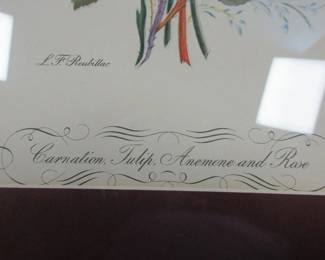 L. F. Roubillac
Carnation, Tulip, Anemone and Rose